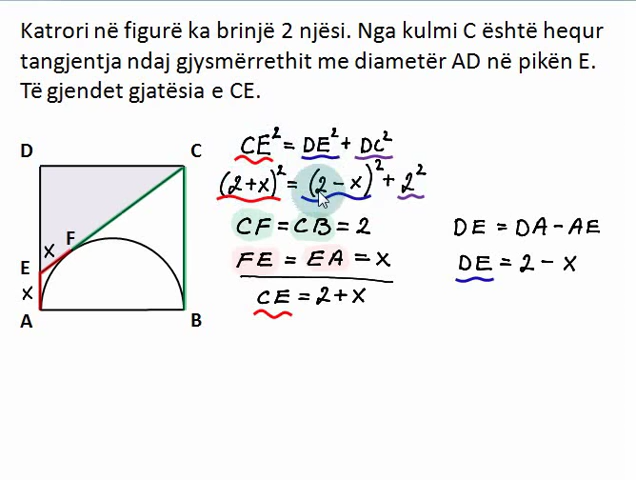 Katrori në figurë ka brinjë 2 njësi. Nga kulmi C është hequr
tangjentja ndaj gjysmërrethit me diametër AD në pikën E.
Të gjendet gjatësia e CE.
D
C
CE² = DE² + DC²
(2+x)² = (2-x)² + 2²
F
X
CF = CB = 2
DE = DA - AE
E
X
FE = EA = x
DE = 2 - x
CE = 2 + x
A
B